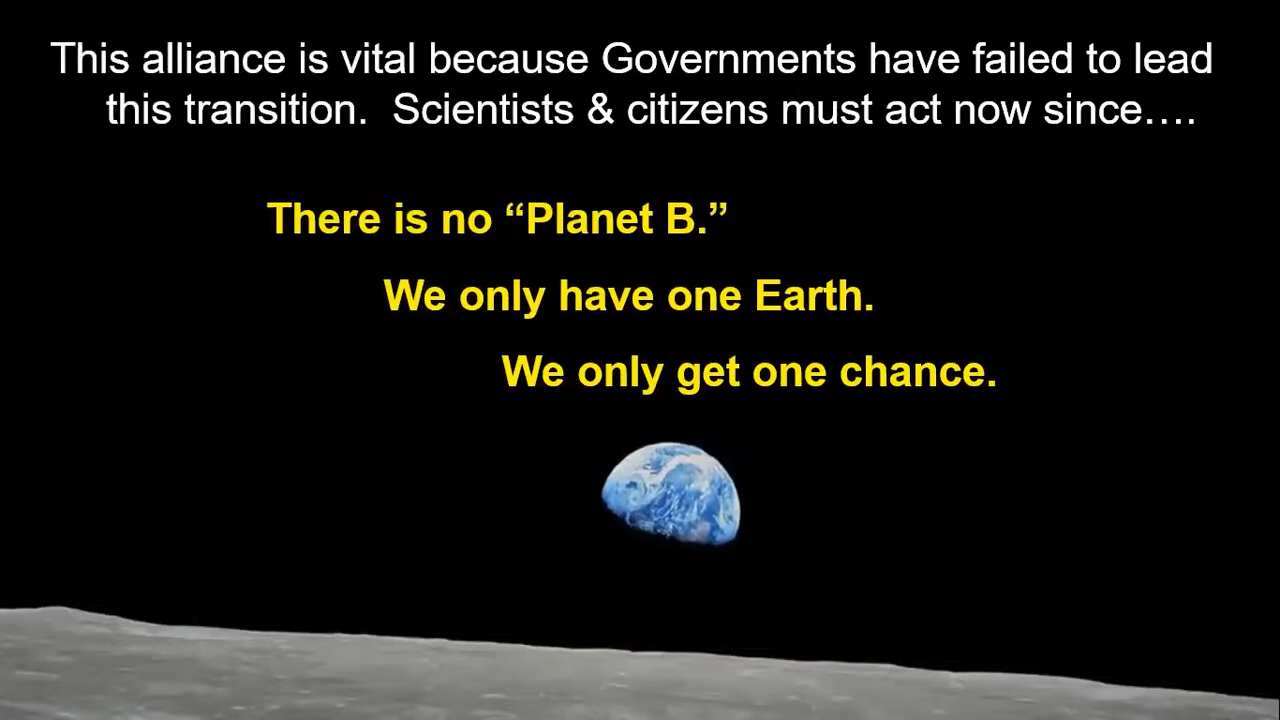 This alliance is vital because Governments have failed to lead
this transition.  Scientists & citizens must act now since….
There is no “Planet B.”
We only have one Earth.
We only get one chance.